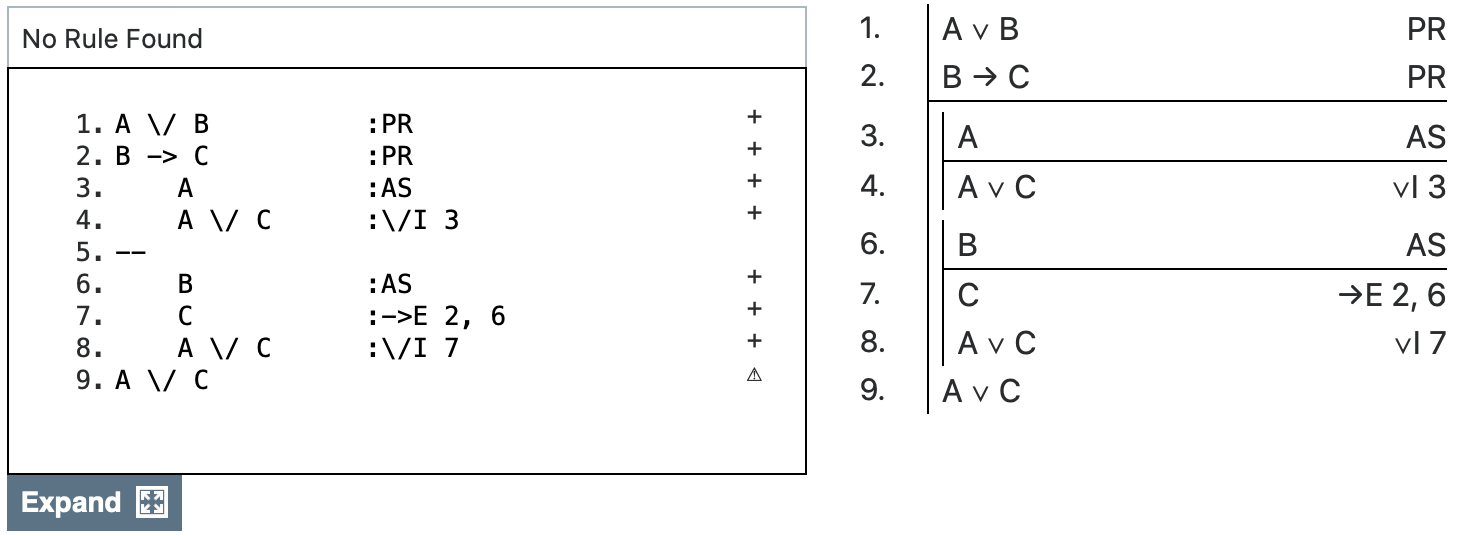 No Rule Found
1. A \/ B :PR +
2. B -> C :PR +
3. A :AS +
4. A \/ C :\/I 3 +
5. --
6. B :AS +
7. C :->E 2, 6 +
8. A \/ C :\/I 7 +
9. A \/ C ⚠
Expand
1. A ∨ B PR
2. B → C PR
3. A AS
4. A ∨ C ∨I 3
6. B AS
7. C →E 2, 6
8. A ∨ C ∨I 7
9. A ∨ C